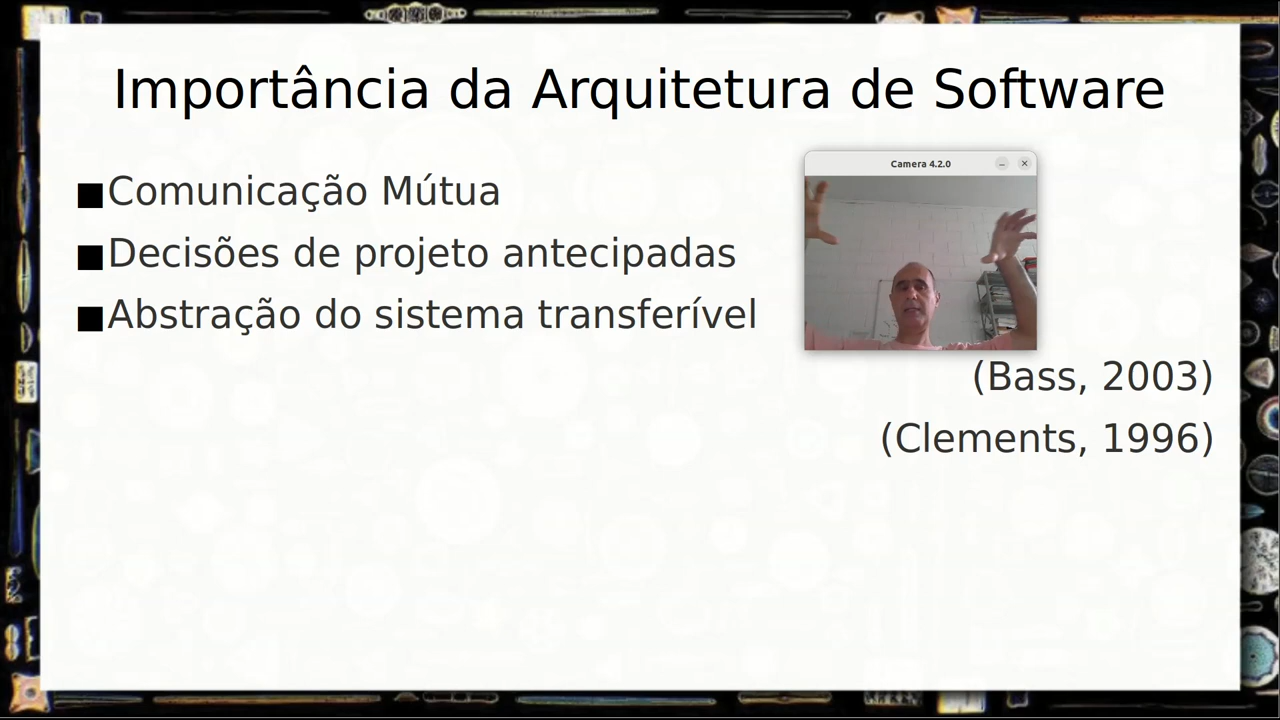 Importância da Arquitetura de Software
Comunicação Mútua
Decisões de projeto antecipadas
Abstração do sistema transferível
Camera 4.2.0
(Bass, 2003)
(Clements, 1996)